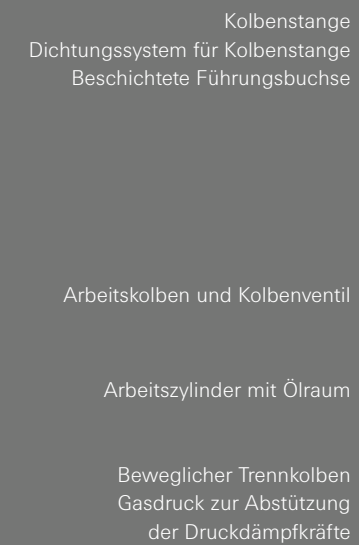 Kolbenstange
Dichtungssystem für Kolbenstange
Beschichtete Führungsbuchse
Arbeitskolben und Kolbenventil
Arbeitszylinder mit Ölraum
Beweglicher Trennkolben
Gasdruck zur Abstützung
der Druckdämpfkräfte